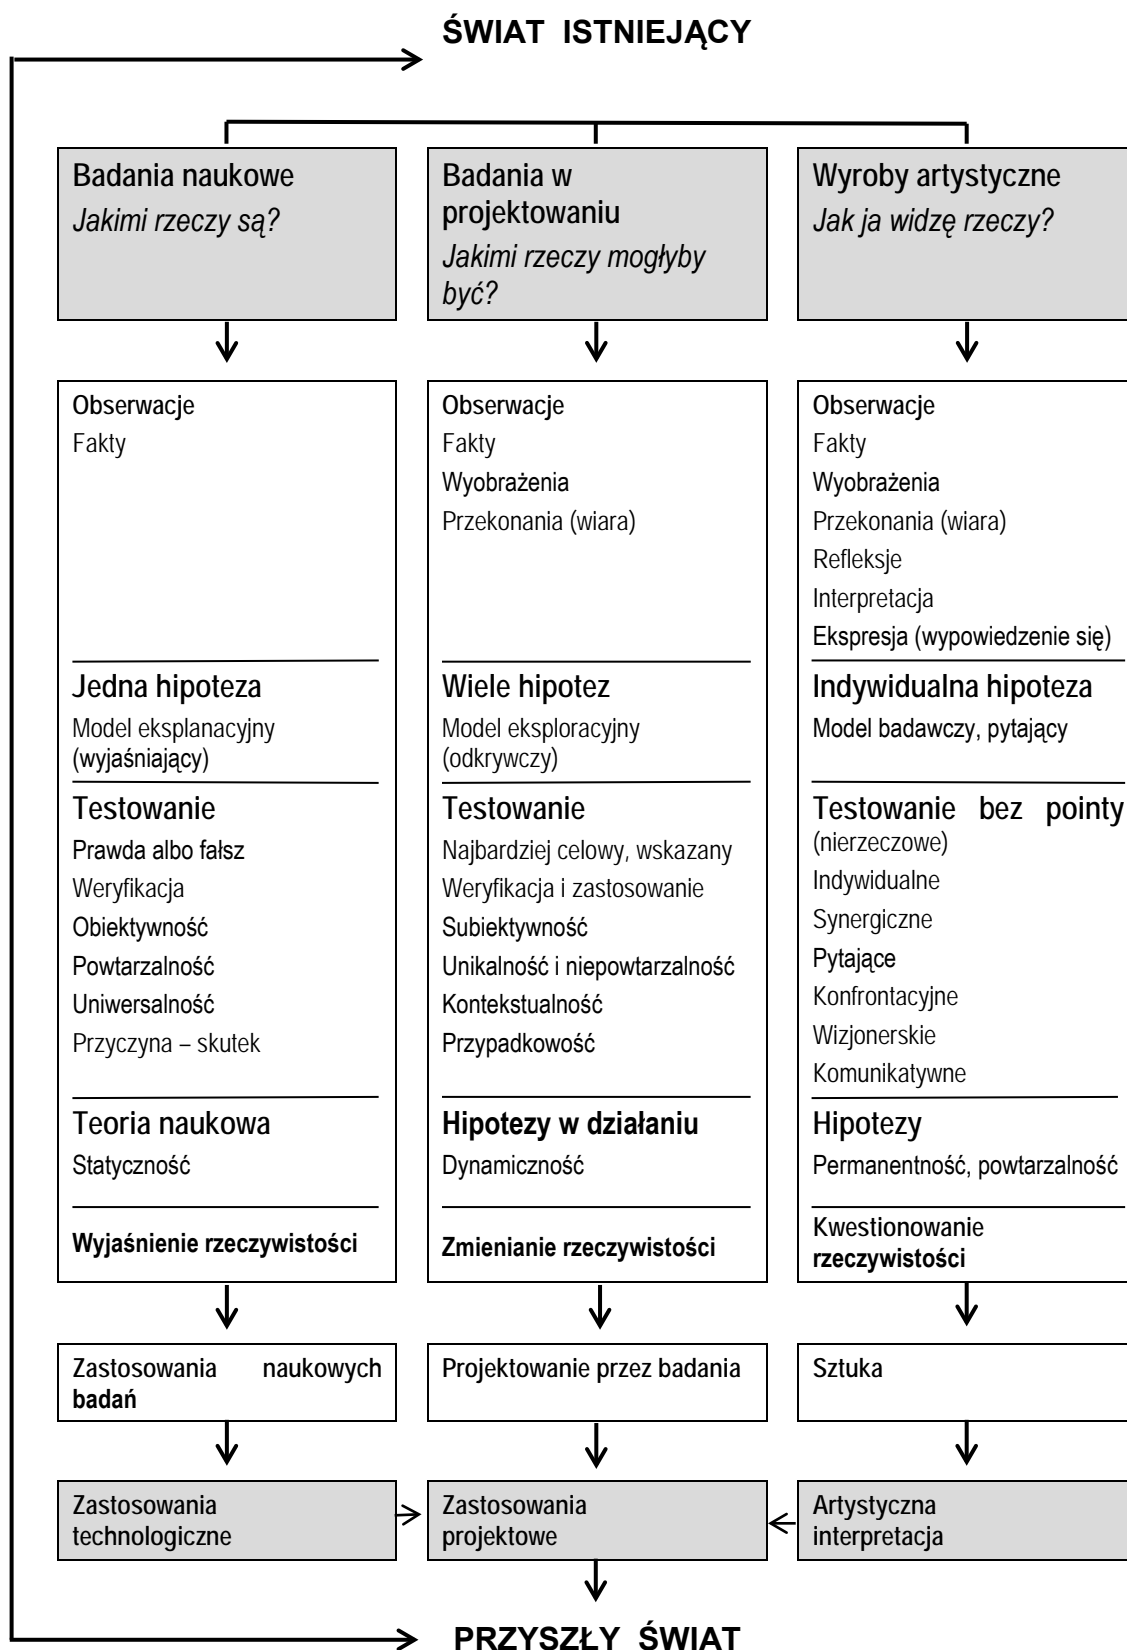 ŚWIAT ISTNIEJĄCY
Badania naukowe
Jakimi rzeczy są?
Badania w
projektowaniu
Jakimi rzeczy mogłyby
być?
Wyroby artystyczne
Jak ja widzę rzeczy?
Obserwacje
Fakty
Jedna hipoteza
Model eksplanacyjny
(wyjaśniający)
Testowanie
Prawda albo fałsz
Weryfikacja
Obiektywność
Powtarzalność
Uniwersalność
Przyczyna – skutek
Teoria naukowa
Statyczność
Wyjaśnienie rzeczywistości
Obserwacje
Fakty
Wyobrażenia
Przekonania (wiara)
Wiele hipotez
Model eksploracyjny
(odkrywczy)
Testowanie
Najbardziej celowy, wskazany
Weryfikacja i zastosowanie
Subiektywność
Unikalność i niepowtarzalność
Kontekstualność
Przypadkowość
Hipotezy w działaniu
Dynamiczność
Zmienianie rzeczywistości
Obserwacje
Fakty
Wyobrażenia
Przekonania (wiara)
Refleksje
Interpretacja
Ekspresja (wypowiedzenie się)
Indywidualna hipoteza
Model badawczy, pytający
Testowanie bez pointy
(nierzeczowe)
Indywidualne
Synergiczne
Pytające
Konfrontacyjne
Wizjonerskie
Komunikatywne
Hipotezy
Permanentność, powtarzalność
Kwestionowanie
rzeczywistości
Zastosowania naukowych
badań
Projektowanie przez badania
Sztuka
Zastosowania
technologiczne
Zastosowania
projektowe
Artystyczna
interpretacja
PRZYSZŁY ŚWIAT